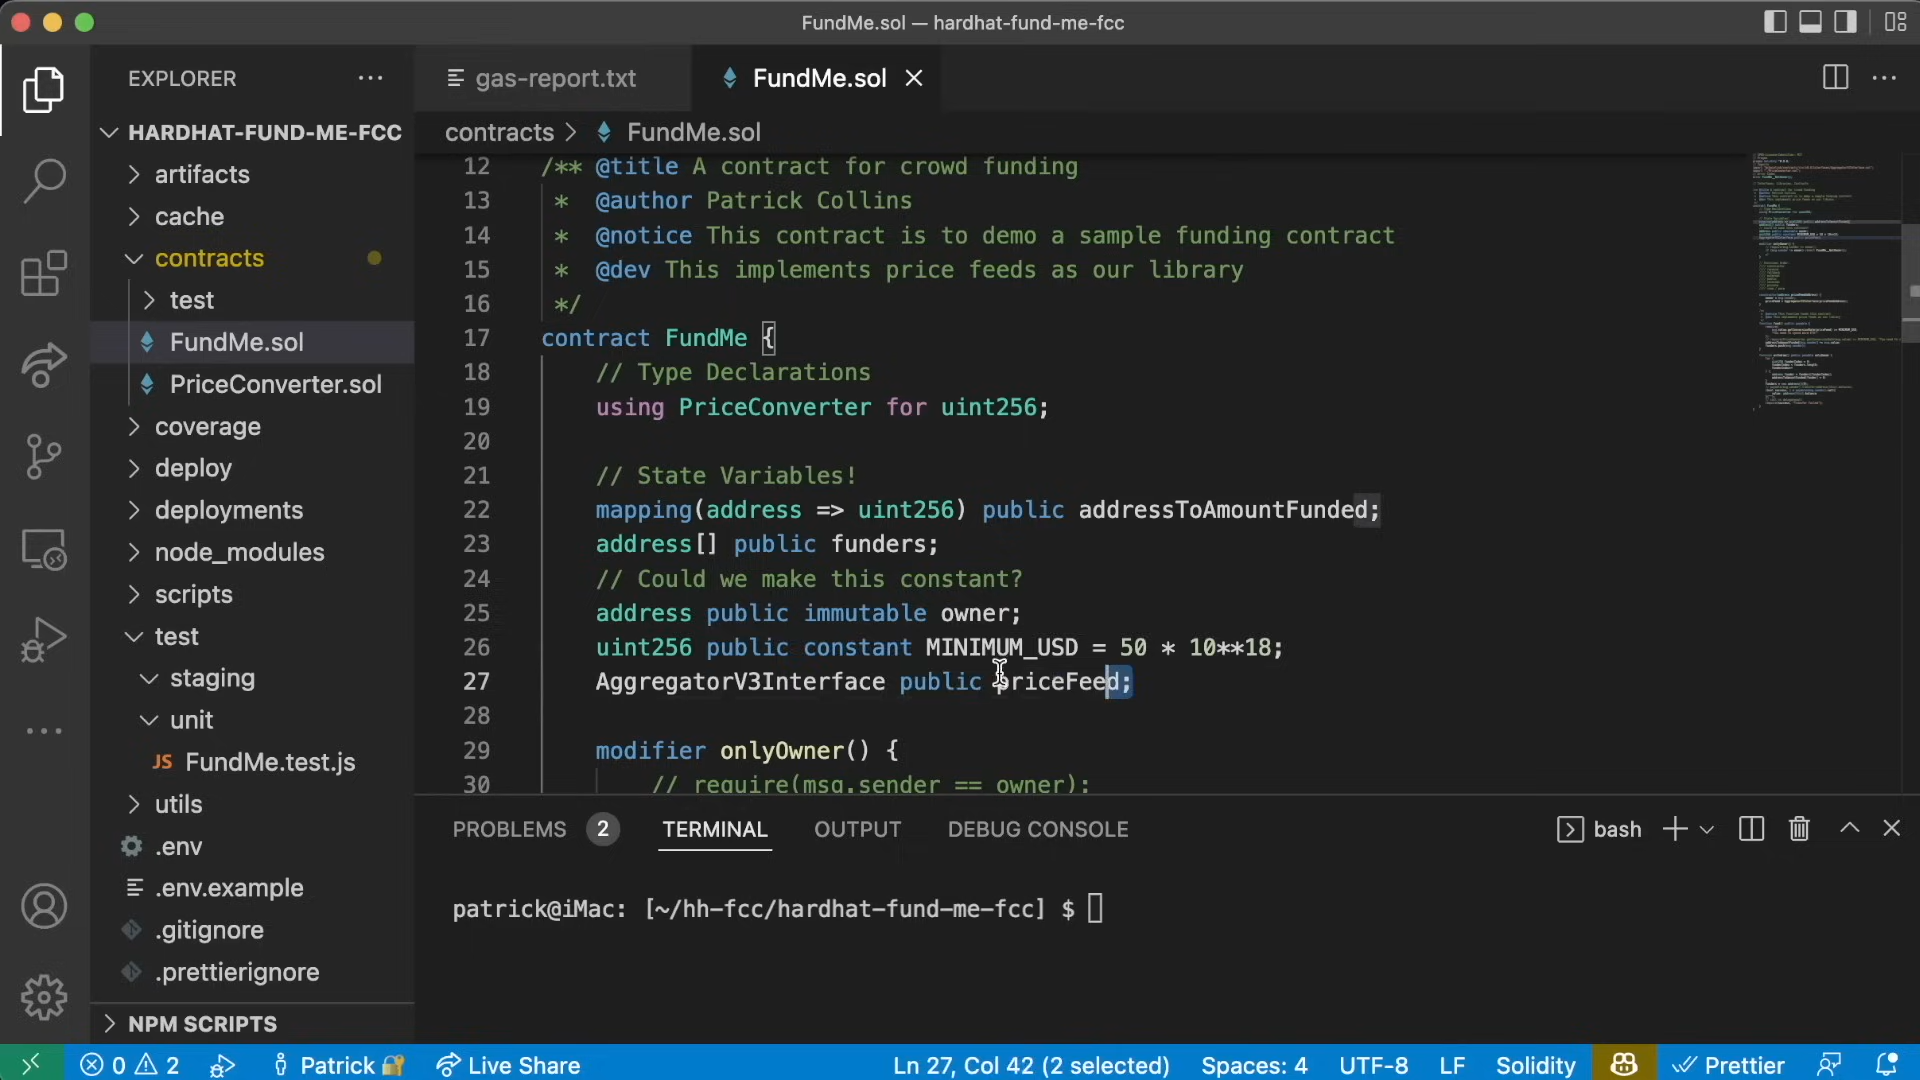 FundMe.sol — hardhat-fund-me-fcc
EXPLORER
gas-report.txt
FundMe.sol
HARDHAT-FUND-ME-FCC
artifacts
cache
contracts
test
FundMe.sol
PriceConverter.sol
coverage
deploy
deployments
node_modules
scripts
test
staging
unit
JS FundMe.test.js
utils
.env
.env.example
.gitignore
.prettierignore
NPM SCRIPTS
contracts > FundMe.sol
12 /** @title A contract for crowd funding
13 * @author Patrick Collins
14 * @notice This contract is to demo a sample funding contract
15 * @dev This implements price feeds as our library
16 */
17 contract FundMe {
18 // Type Declarations
19 using PriceConverter for uint256;
20
21 // State Variables!
22 mapping(address => uint256) public addressToAmountFunded;
23 address[] public funders;
24 // Could we make this constant?
25 address public immutable owner;
26 uint256 public constant MINIMUM_USD = 50 * 10**18;
27 AggregatorV3Interface public priceFeed;
28
29 modifier onlyOwner() {
30 // require(msg.sender == owner);
PROBLEMS 2 TERMINAL OUTPUT DEBUG CONSOLE
bash
patrick@iMac: [~/hh-fcc/hardhat-fund-me-fcc] $
0 2 Patrick Live Share Ln 27, Col 42 (2 selected) Spaces: 4 UTF-8 LF Solidity Prettier